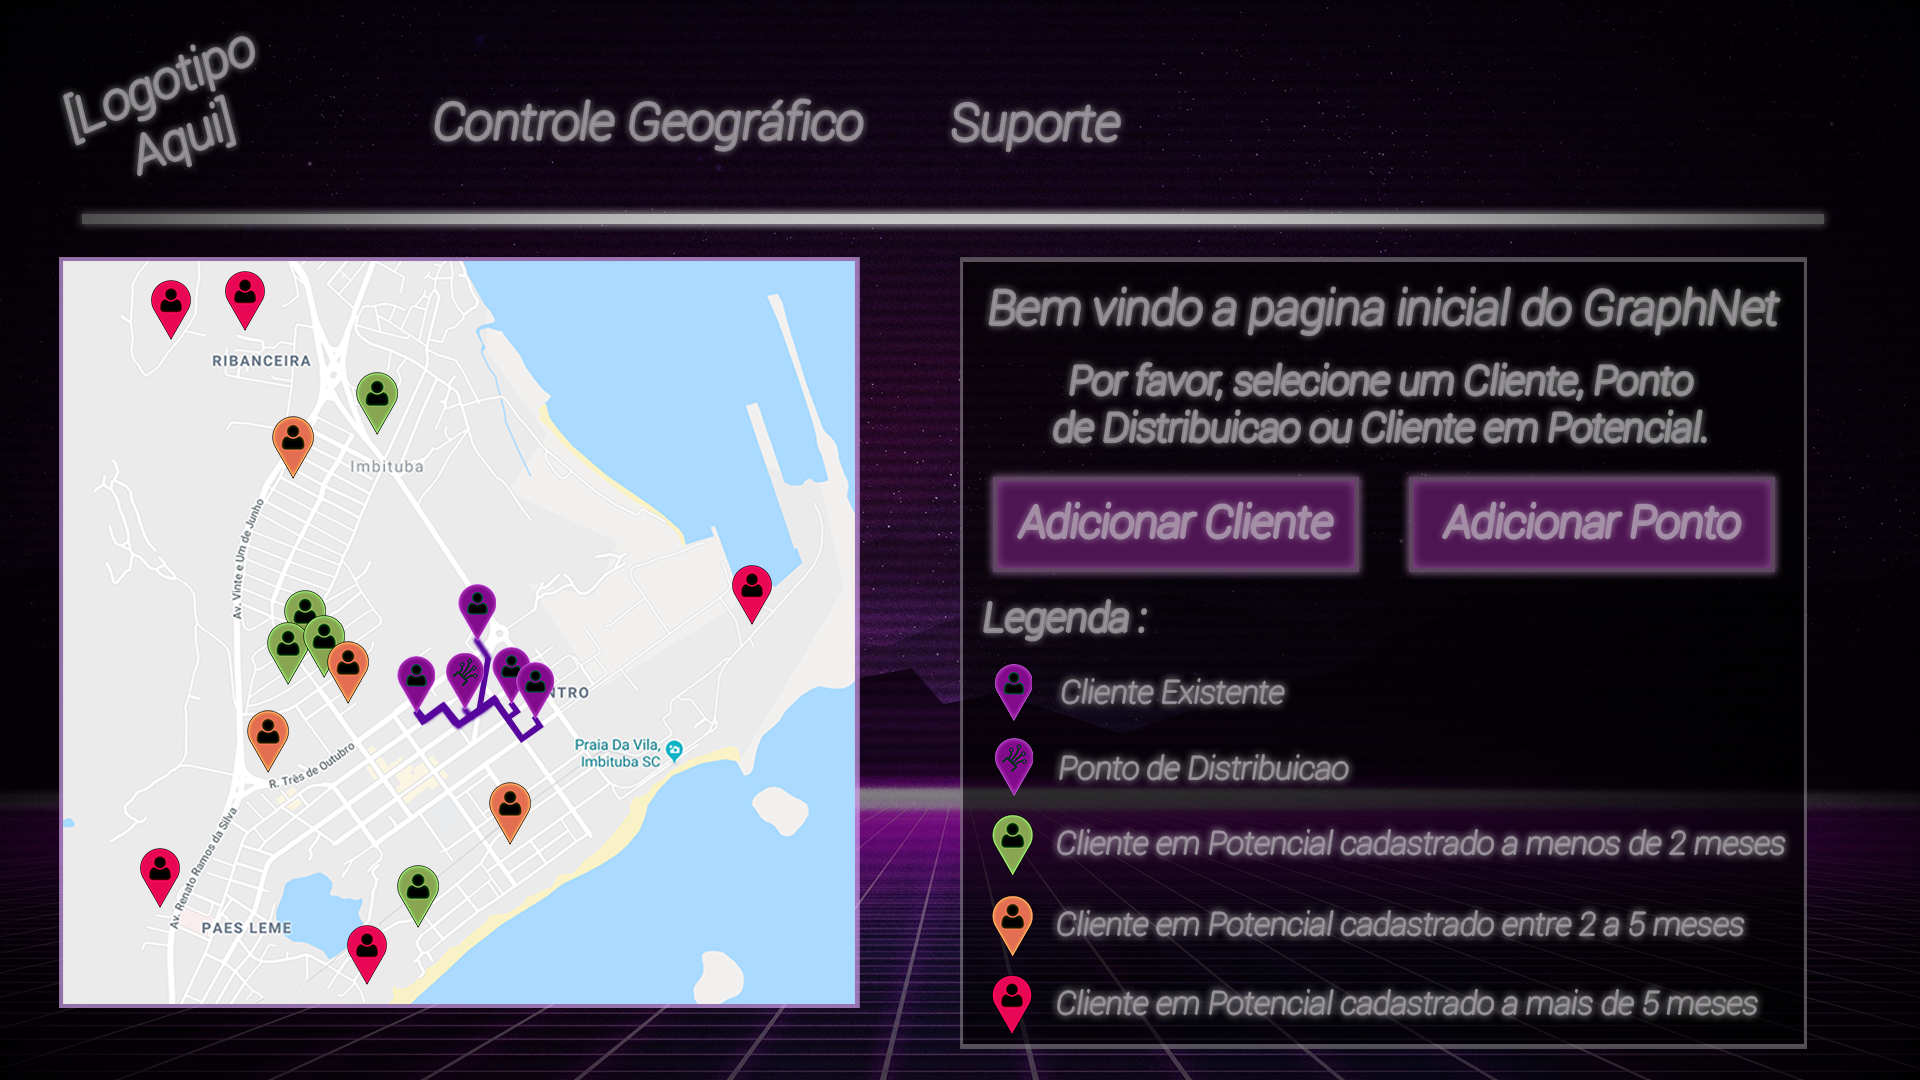 [Logotipo
Aqui]
Controle Geográfico
Suporte
RIBANCEIRA
Imbituba
Av. Vinte e Um de Junho
NTRO
Praia Da Vila,
Imbituba SC
R. Três de Outubro
Av. Renato Ramos da Silva
PAES LEME
Bem vindo a pagina inicial do GraphNet
Por favor, selecione um Cliente, Ponto
de Distribuicao ou Cliente em Potencial.
Adicionar Cliente
Adicionar Ponto
Legenda :
Cliente Existente
Ponto de Distribuicao
Cliente em Potencial cadastrado a menos de 2 meses
Cliente em Potencial cadastrado entre 2 a 5 meses
Cliente em Potencial cadastrado a mais de 5 meses